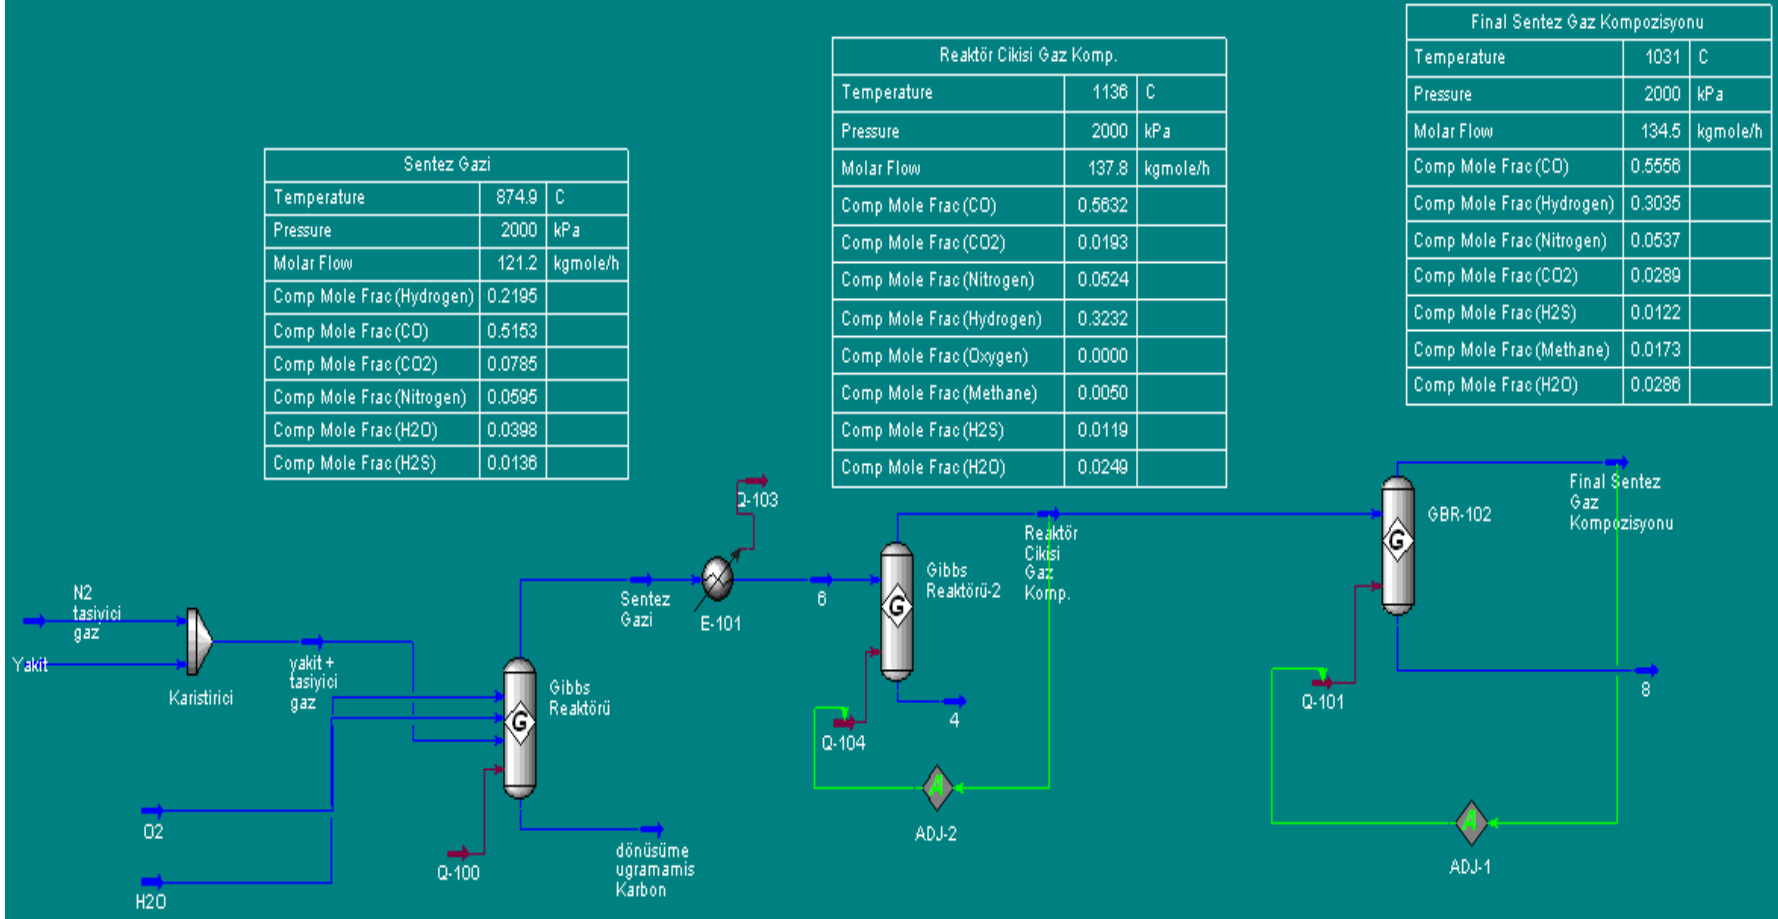 Final Sentez Gaz Kompozisyonu
Temperature 1031 C
Pressure 2000 kPa
Molar Flow 134.5 kgmole/h
Comp Mole Frac (CO) 0.5556
Comp Mole Frac (Hydrogen) 0.3035
Comp Mole Frac (Nitrogen) 0.0537
Comp Mole Frac (CO2) 0.0289
Comp Mole Frac (H2S) 0.0122
Comp Mole Frac (Methane) 0.0173
Comp Mole Frac (H2O) 0.0286
Reaktör Cikisi Gaz Komp.
Temperature 1136 C
Pressure 2000 kPa
Molar Flow 137.8 kgmole/h
Comp Mole Frac (CO) 0.5632
Comp Mole Frac (CO2) 0.0193
Comp Mole Frac (Nitrogen) 0.0524
Comp Mole Frac (Hydrogen) 0.3232
Comp Mole Frac (Oxygen) 0.0000
Comp Mole Frac (Methane) 0.0050
Comp Mole Frac (H2S) 0.0119
Comp Mole Frac (H2O) 0.0249
Sentez Gazi
Temperature 874.9 C
Pressure 2000 kPa
Molar Flow 121.2 kgmole/h
Comp Mole Frac (Hydrogen) 0.2195
Comp Mole Frac (CO) 0.5153
Comp Mole Frac (CO2) 0.0785
Comp Mole Frac (Nitrogen) 0.0595
Comp Mole Frac (H2O) 0.0398
Comp Mole Frac (H2S) 0.0136
N2
tasiyici
gaz
Yakit
Karistirici
yakit +
tasiyici
gaz
O2
H2O
Q-100
G
Gibbs
Reaktörü
dönüsüme
ugramamis
Karbon
Sentez
Gazi
E-101
Q-103
6
G
Gibbs
Reaktörü-2
Q-104
4
A
ADJ-2
Reaktör
Cikisi
Gaz
Komp.
G
GBR-102
Final Sentez
Gaz
Kompozisyonu
Q-101
8
A
ADJ-1